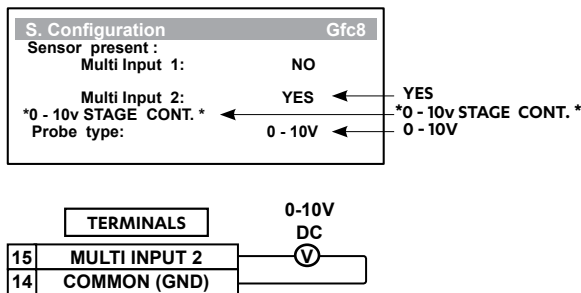 S. Configuration Gfc8
Sensor present :
Multi Input 1: NO
Multi Input 2: YES YES
*0 - 10v STAGE CONT. * *0 - 10v STAGE CONT. *
Probe type: 0 - 10V 0 - 10V
TERMINALS
0-10V
DC
15 MULTI INPUT 2
V
14 COMMON (GND)